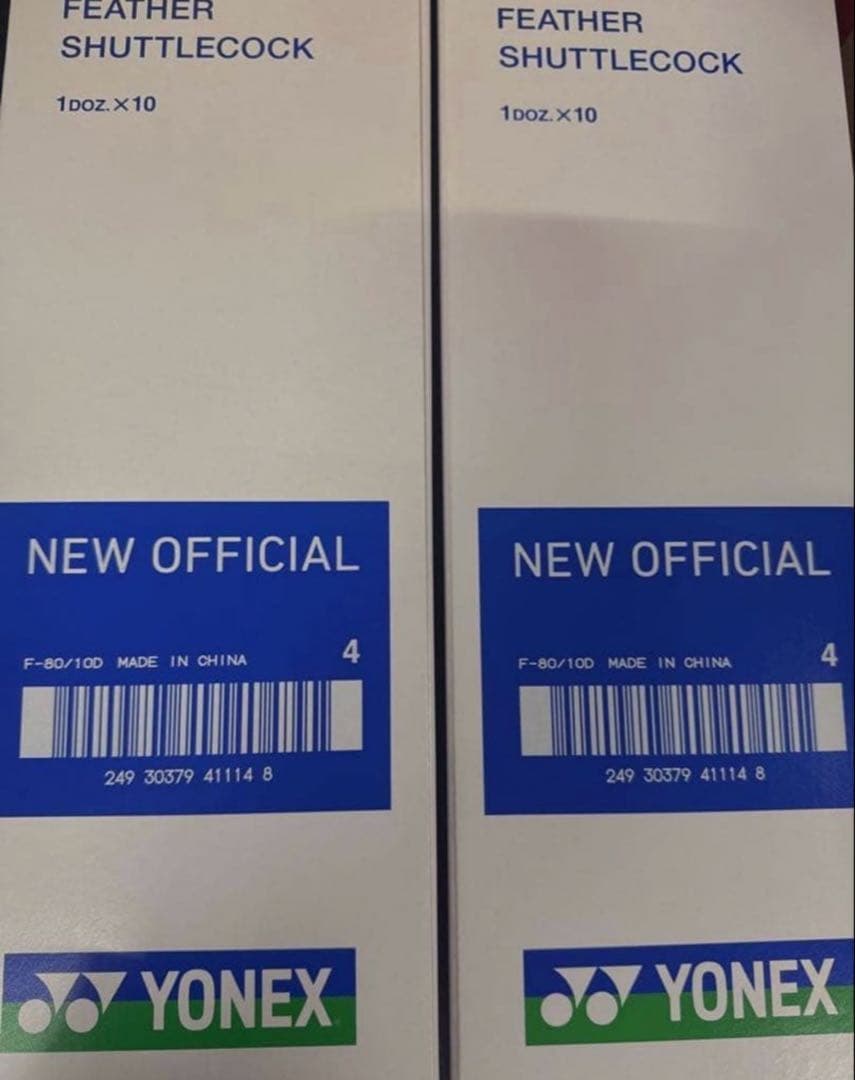 FEATHER
SHUTTLECOCK
1DOZ.×10
NEW OFFICIAL
4
F-80/10D MADE IN CHINA
249 30379 41114 8
YONEX
FEATHER
SHUTTLECOCK
1DOZ.×10
NEW OFFICIAL
4
F-80/10D MADE IN CHINA
249 30379 41114 8
YONEX